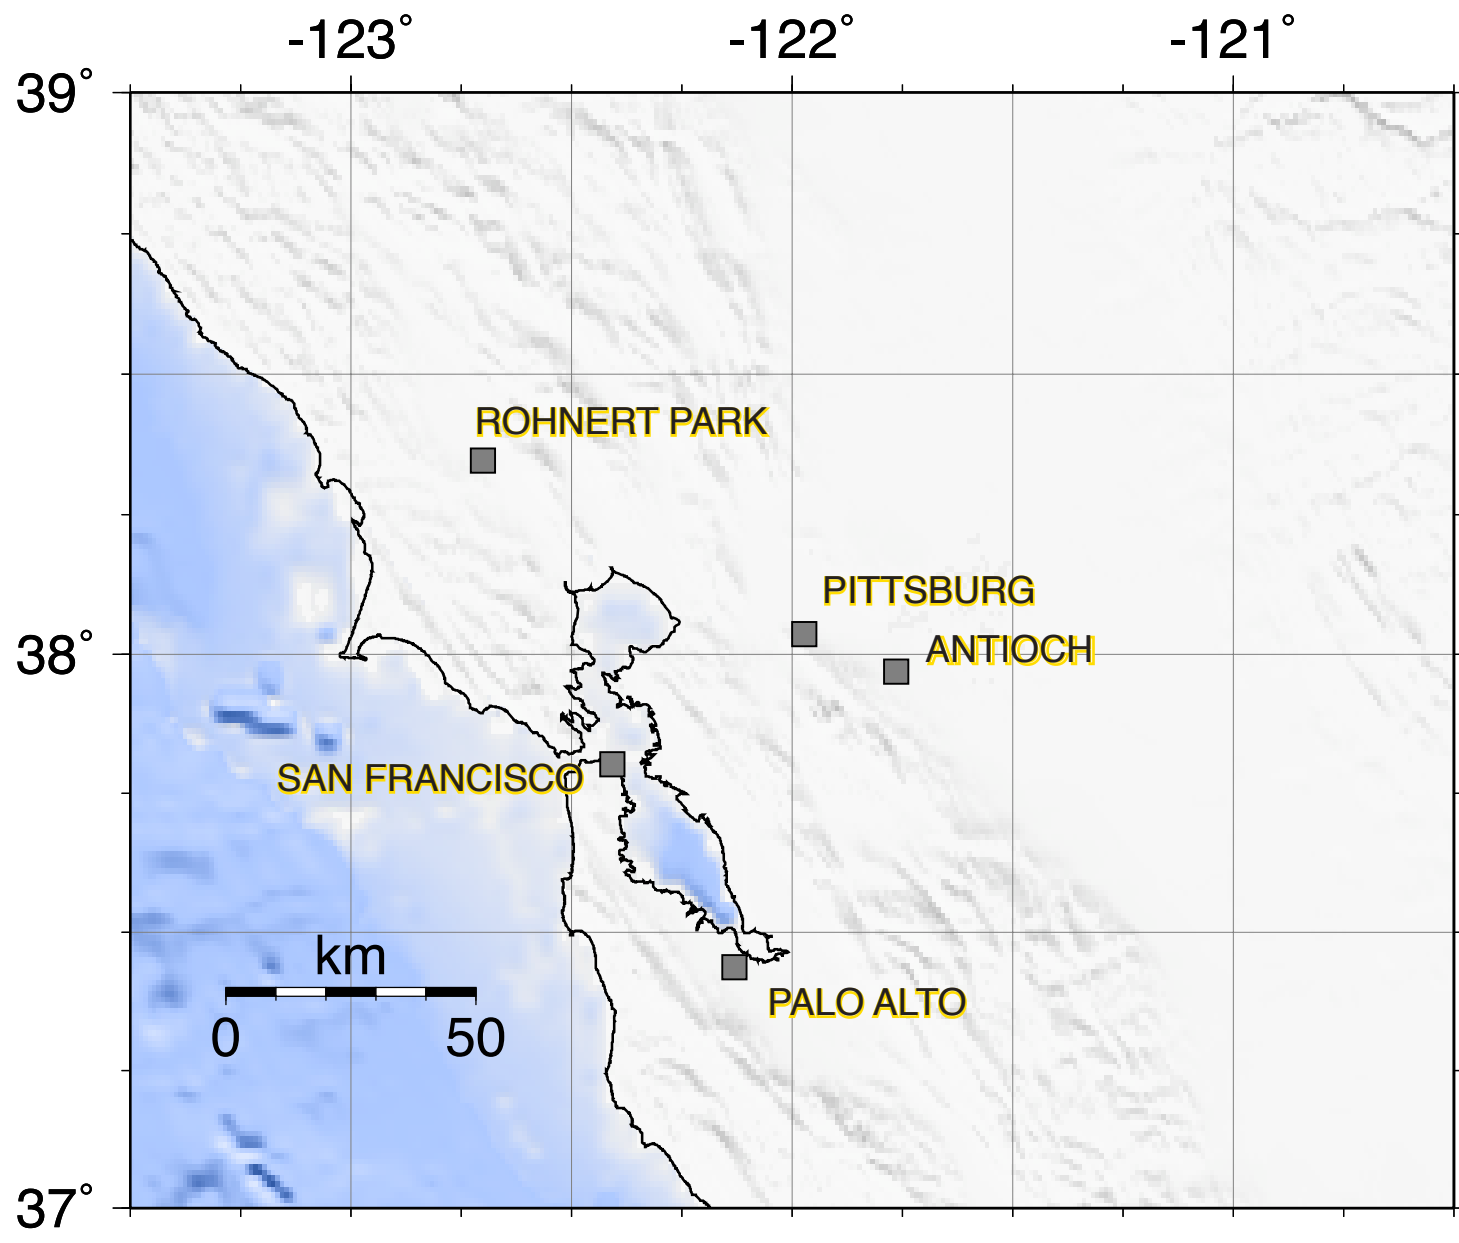 -123° -122° -121°
39°
ROHNERT PARK
PITTSBURG
ANTIOCH
38°
SAN FRANCISCO
km
PALO ALTO
0 50
37°